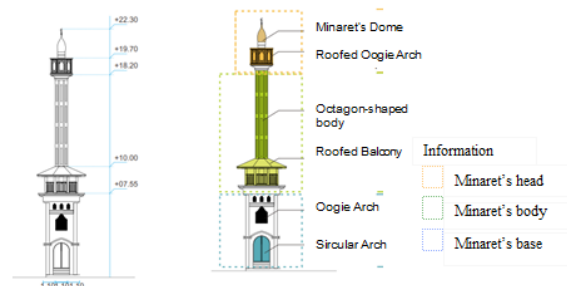 +22.30
+19.70
+18.20
+10.00
+07.55
Minaret's Dome
Roofed Oogie Arch
Octagon-shaped
body
Roofed Balcony
Oogie Arch
Sircular Arch
Information
Minaret's head
Minaret's body
Minaret's base